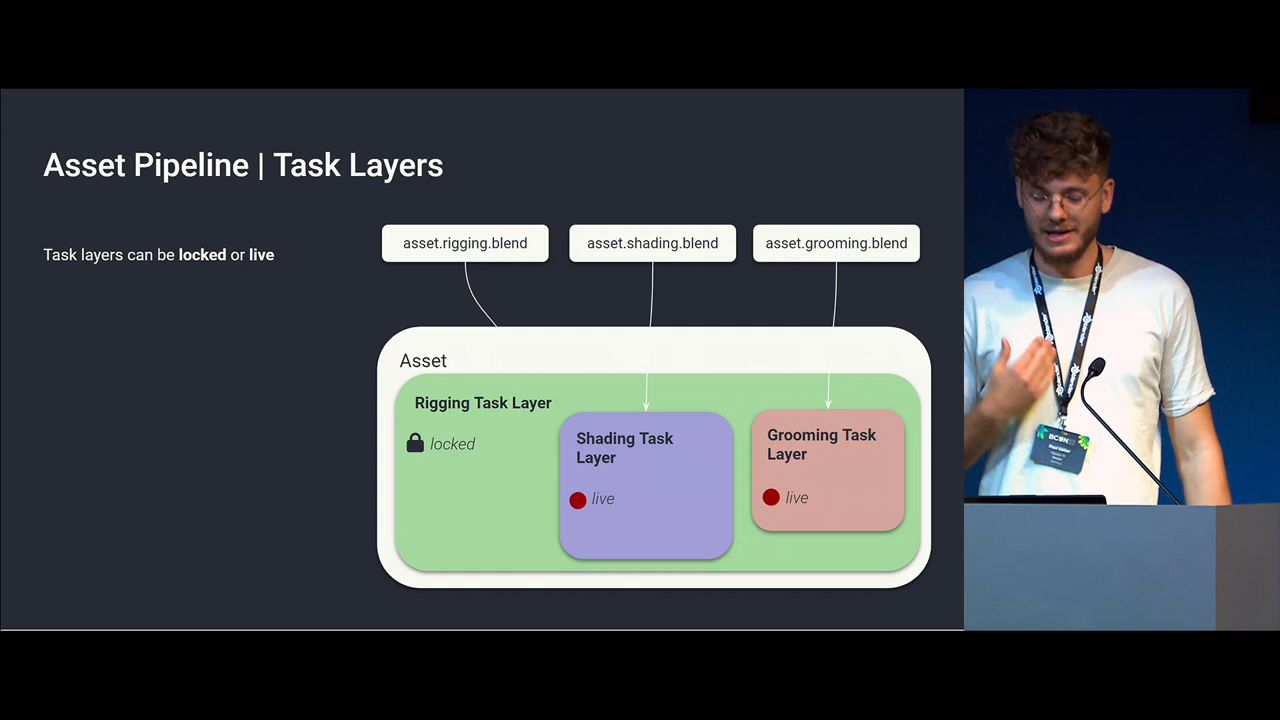 Asset Pipeline | Task Layers
Task layers can be locked or live
asset.rigging.blend
asset.shading.blend
asset.grooming.blend
Asset
Rigging Task Layer
locked
Shading Task
Layer
live
Grooming Task
Layer
live
blender